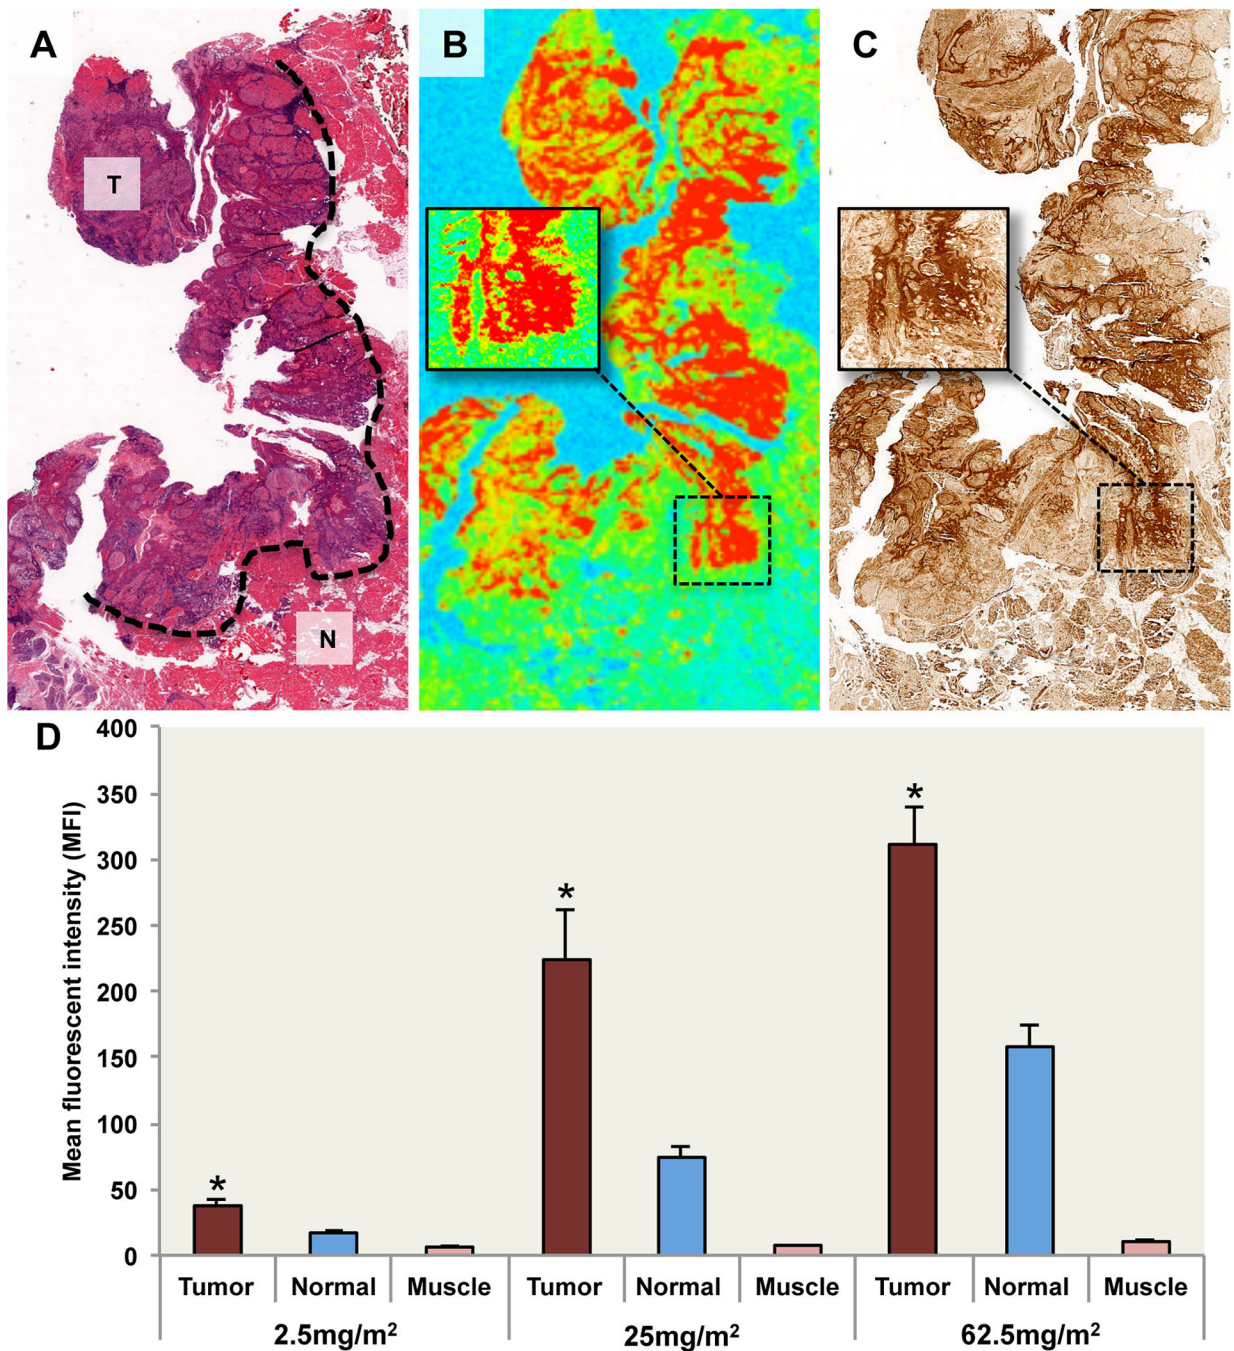 A
B
C
T
N
D
Mean fluorescent intensity (MFI)
400
350
300
250
200
150
100
50
0
*
*
*
Tumor Normal Muscle Tumor Normal Muscle Tumor Normal Muscle
2.5mg/m² 25mg/m² 62.5mg/m²